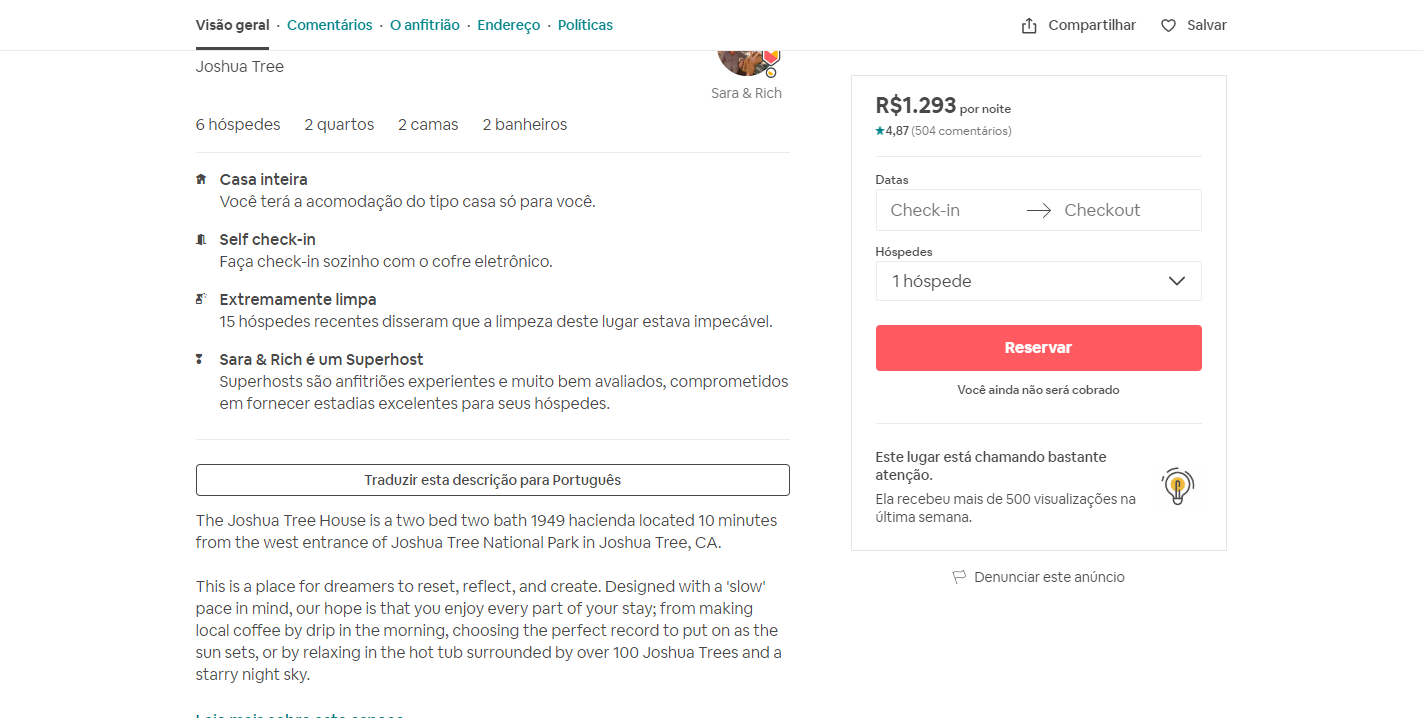 Visão geral · Comentários · O anfitrião · Endereço · Políticas
Compartilhar Salvar
Joshua Tree
Sara & Rich
6 hóspedes 2 quartos 2 camas 2 banheiros
Casa inteira
Você terá a acomodação do tipo casa só para você.
Self check-in
Faça check-in sozinho com o cofre eletrônico.
Extremamente limpa
15 hóspedes recentes disseram que a limpeza deste lugar estava impecável.
Sara & Rich é um Superhost
Superhosts são anfitriões experientes e muito bem avaliados, comprometidos
em fornecer estadias excelentes para seus hóspedes.
Traduzir esta descrição para Português
The Joshua Tree House is a two bed two bath 1949 hacienda located 10 minutes
from the west entrance of Joshua Tree National Park in Joshua Tree, CA.
This is a place for dreamers to reset, reflect, and create. Designed with a 'slow'
pace in mind, our hope is that you enjoy every part of your stay; from making
local coffee by drip in the morning, choosing the perfect record to put on as the
sun sets, or by relaxing in the hot tub surrounded by over 100 Joshua Trees and a
starry night sky.
Leia mais sobre este espaço
R$1.293 por noite
4,87 (504 comentários)
Datas
Check-in Checkout
Hóspedes
1 hóspede
Reservar
Você ainda não será cobrado
Este lugar está chamando bastante
atenção.
Ela recebeu mais de 500 visualizações na
última semana.
Denunciar este anúncio